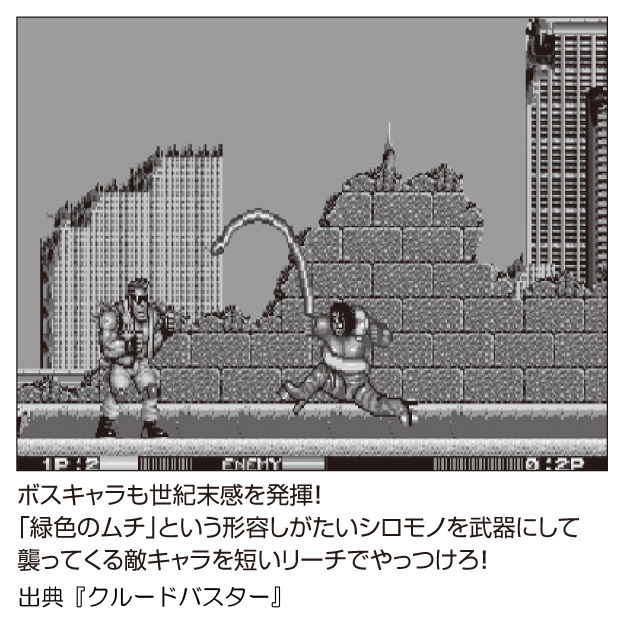 1P:2 ENEMY 0:2P
ボスキャラも世紀末感を発揮!
「緑色のムチ」という形容しがたいシロモノを武器にして
襲ってくる敵キャラを短いリーチでやっつけろ!
出典『クルードバスター』